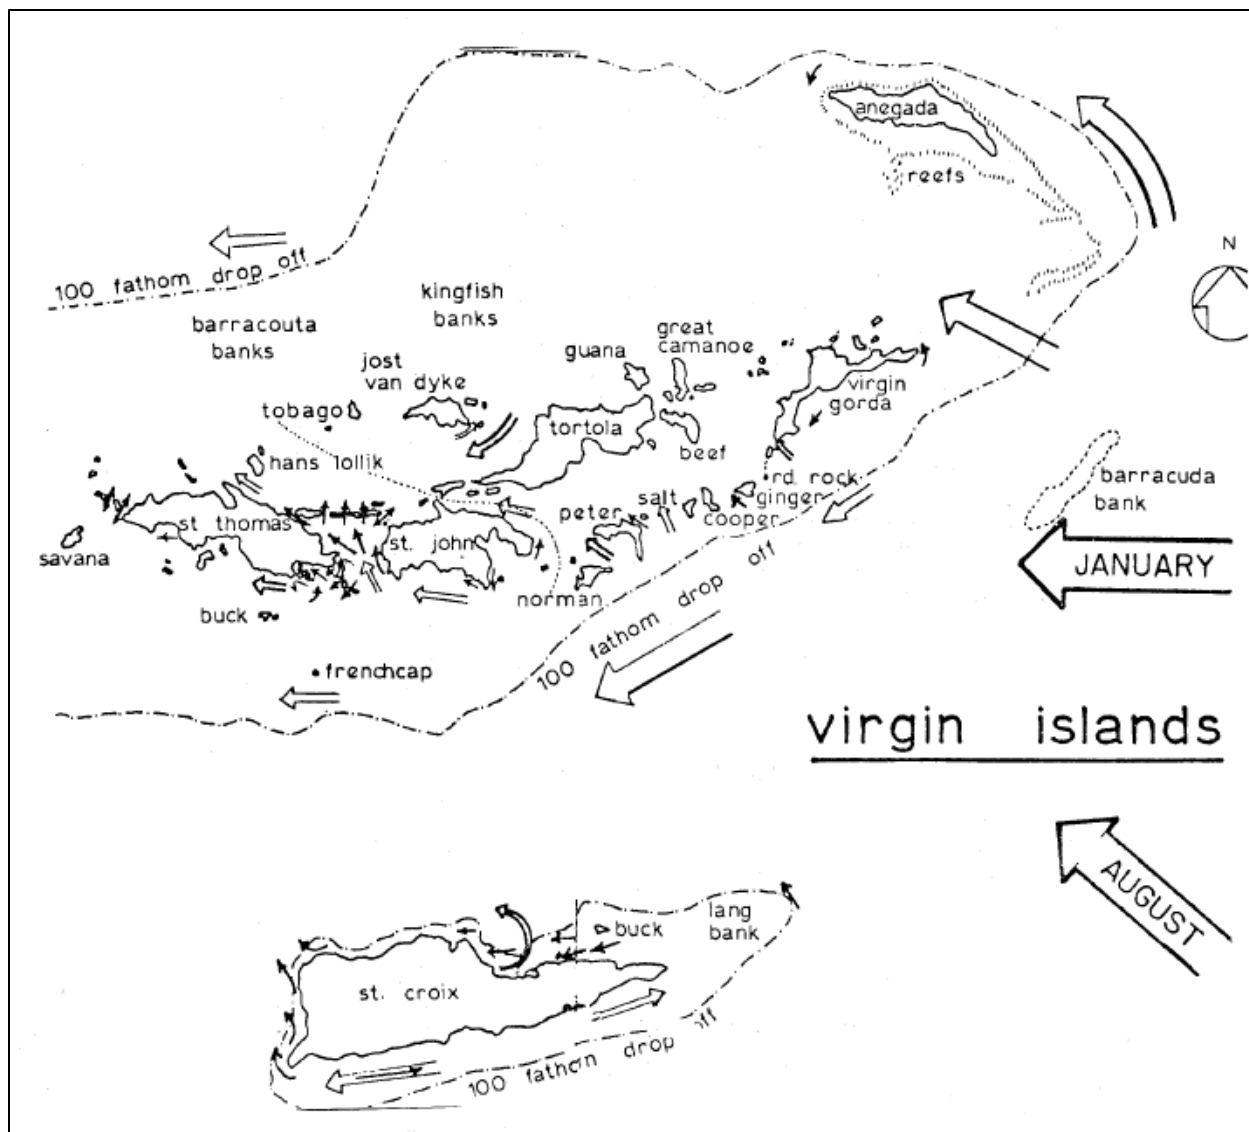 anegada
reefs
N
100 fathom drop off
kingfish
banks
barracouta
banks
great
camanoe
guana
jost
van dyke
virgin
gorda
tobago
tortola
beef
hans lollik
rd. rock
barracuda
bank
salt
ginger
peter
cooper
st thomas
st. john
savana
norman
JANUARY
buck
100 fathom drop off
frenchcap
virgin islands
AUGUST
lang
bank
buck
st. croix
100 fathom drop off